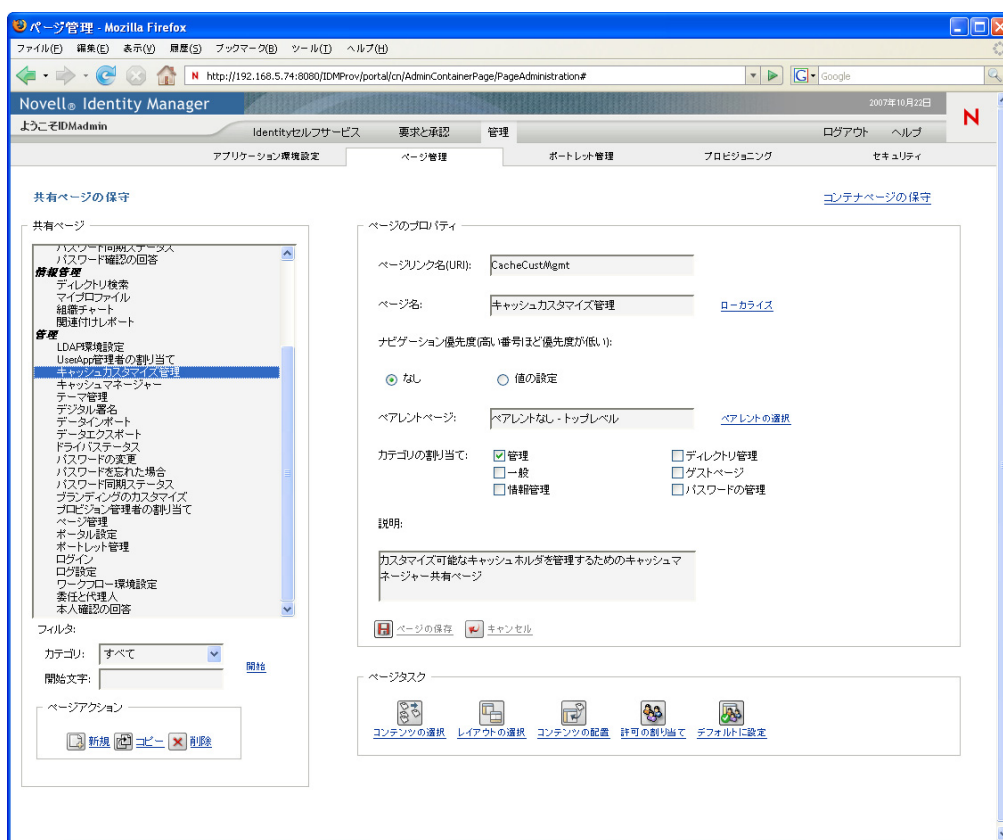 ページ管理 - Mozilla Firefox
ファイル(F) 編集(E) 表示(V) 履歴(S) ブックマーク(B) ツール(T) ヘルプ(H)
N http://192.168.5.74:8080/IDMProv/portal/cn/AdminContainerPage/PageAdministration# G Google
Novell® Identity Manager 2007年10月22日
N
ようこそIDMadmin Identityセルフサービス 要求と承認 管理 ログアウト ヘルプ
アプリケーション環境設定 ページ管理 ポートレット管理 プロビジョニング セキュリティ
共有ページの保守 コンテナページの保守
共有ページ
パスワード同期ステータス
パスワード確認の回答
情報管理
ディレクトリ検索
マイプロファイル
組織チャート
関連付けレポート
管理
LDAP環境設定
UserApp管理者の割り当て
キャッシュカスタマイズ管理
キャッシュマネージャー
テーマ管理
デジタル署名
データインポート
データエクスポート
ドライバステータス
パスワードの変更
パスワードを忘れた場合
パスワード同期ステータス
ブランディングのカスタマイズ
プロビジョン管理者の割り当て
ページ管理
ポータル設定
ポートレット管理
ログイン
ログ設定
ワークフロー環境設定
委任と代理人
本人確認の回答
フィルタ:
カテゴリ: すべて
開始
開始文字:
ページアクション
新規 コピー 削除
ページのプロパティ
ページリンク名(URI): CacheCustMgmt
ページ名: キャッシュカスタマイズ管理 ローカライズ
ナビゲーション優先度(高い番号ほど優先度が低い):
なし 値の設定
ペアレントページ: ペアレントなし - トップレベル ペアレントの選択
カテゴリの割り当て: 管理 ディレクトリ管理
一般 ゲストページ
情報管理 パスワードの管理
説明:
カスタマイズ可能なキャッシュホルダを管理するためのキャッシュマ
ネージャー共有ページ
ページの保存 キャンセル
ページタスク
コンテンツの選択 レイアウトの選択 コンテンツの配置 許可の割り当て デフォルトに設定